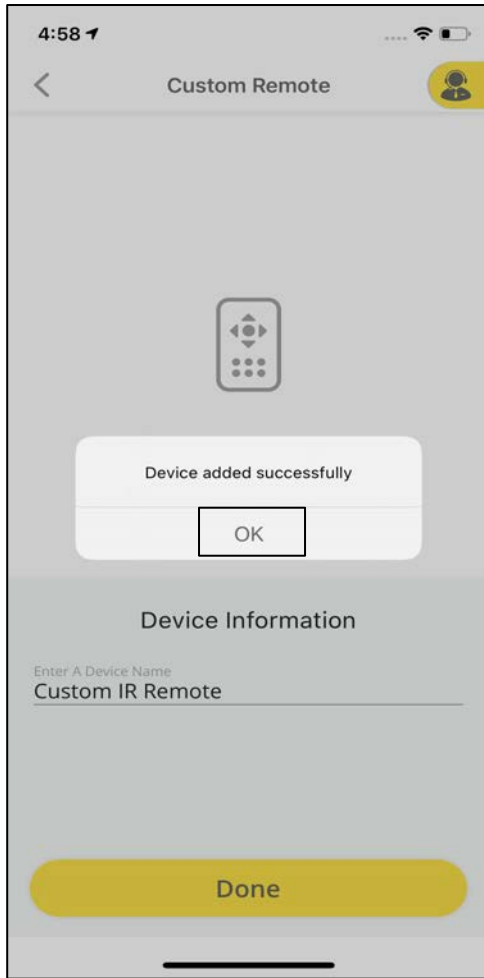 4:58
Custom Remote
Device added successfully
OK
Device Information
Enter A Device Name
Custom IR Remote
Done